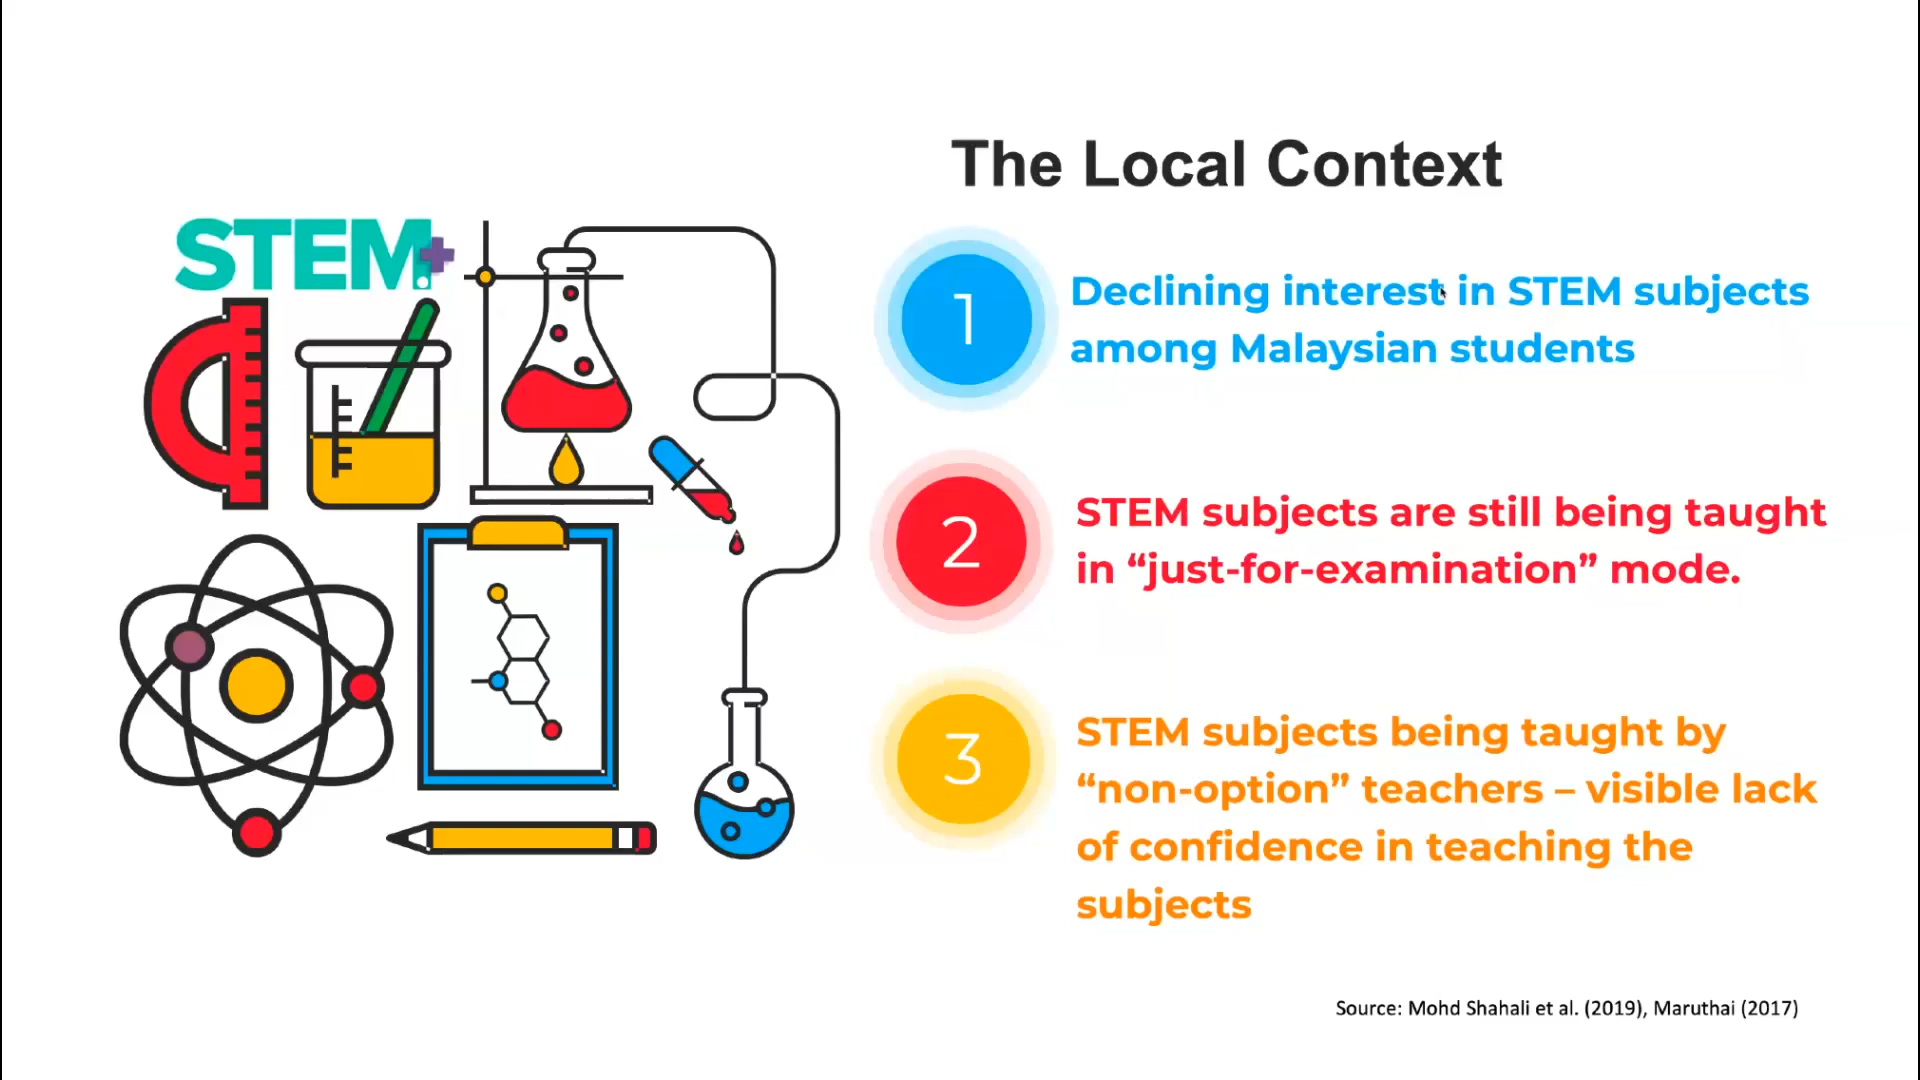 The Local Context
STEM+
1
Declining interest in STEM subjects
among Malaysian students
2
STEM subjects are still being taught
in “just-for-examination” mode.
3
STEM subjects being taught by
“non-option” teachers – visible lack
of confidence in teaching the
subjects
Source: Mohd Shahali et al. (2019), Maruthai (2017)